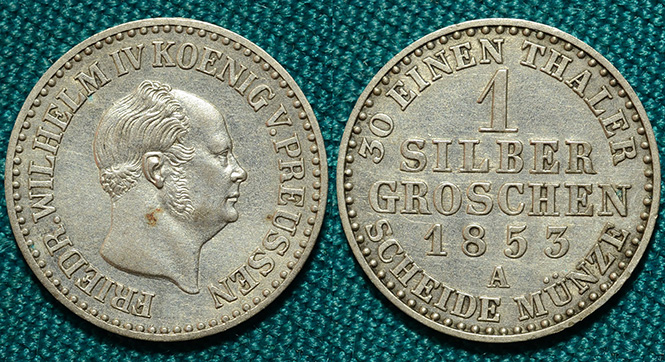 FRIEDR. WILHELM IV KOENIG V. PREUSSEN
30 EINEN THALER
1
SILBER
GROSCHEN
1853
A
SCHEIDE MÜNZE